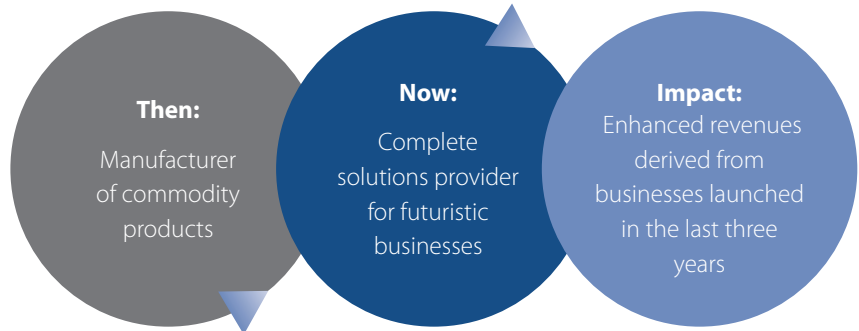 Then:
Manufacturer
of commodity
products
Now:
Complete
solutions provider
for futuristic
businesses
Impact:
Enhanced revenues
derived from
businesses launched
in the last three
years